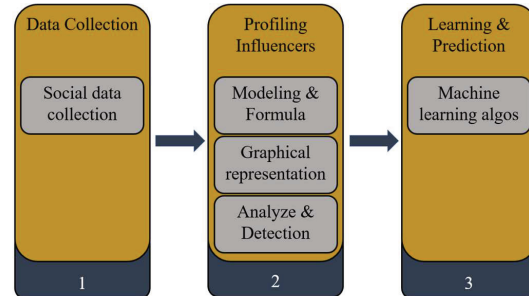 Data Collection
Social data
collection
1
Profiling
Influencers
Modeling &
Formula
Graphical
representation
Analyze &
Detection
2
Learning &
Prediction
Machine
learning algos
3